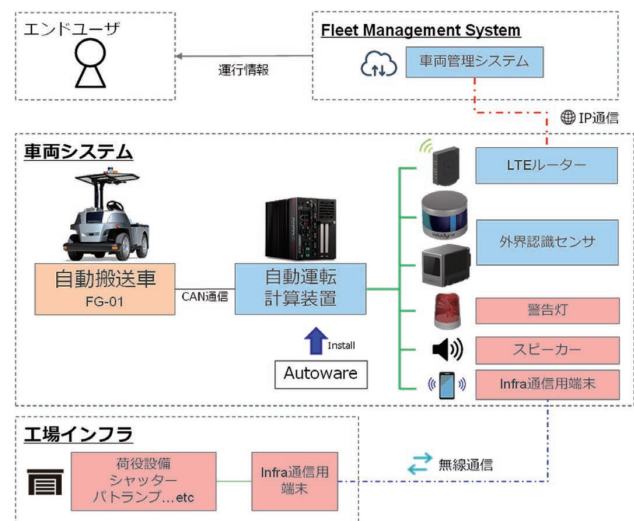 エンドユーザ
Fleet Management System
車両管理システム
運行情報
IP通信
車両システム
LTEルーター
外界認識センサ
自動搬送車
FG-01
CAN通信
自動運転
計算装置
警告灯
Install
スピーカー
Autoware
Infra通信用端末
工場インフラ
荷役設備
シャッター
パトランプ...etc
Infra通信用
端末
無線通信